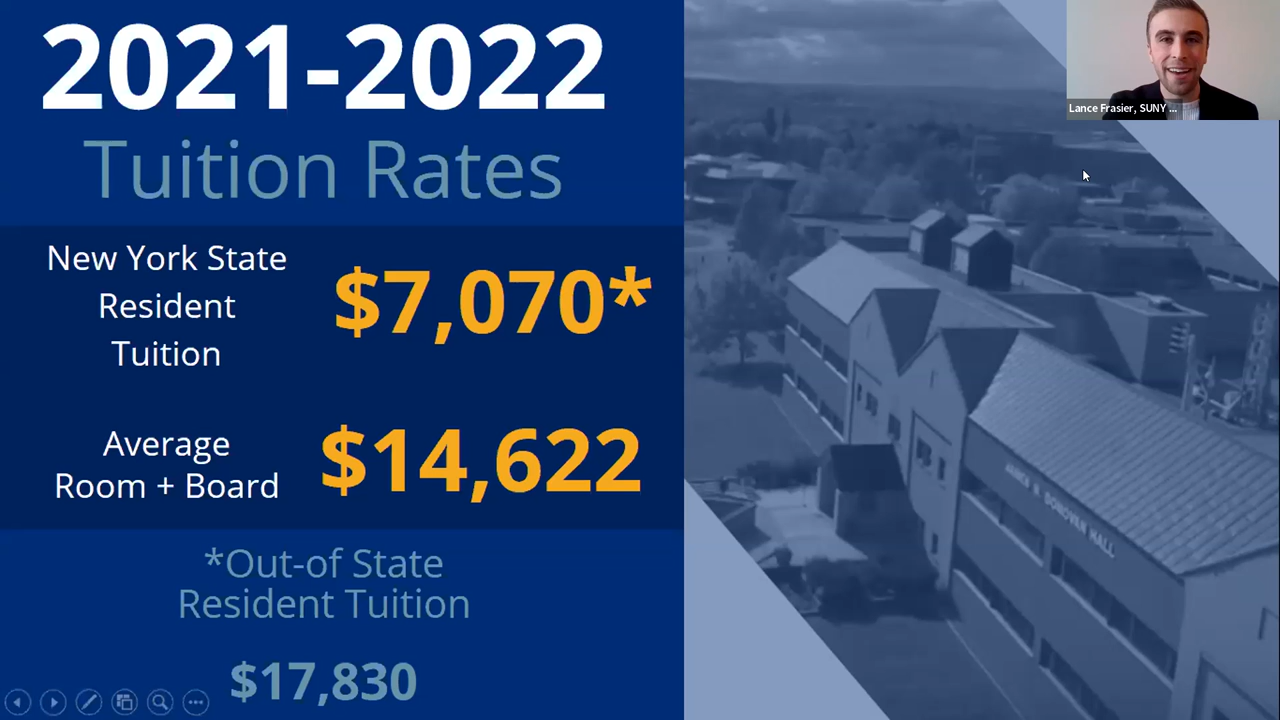 2021-2022
Tuition Rates
New York State
Resident
Tuition
$7,070*
Average
Room + Board
$14,622
*Out-of State
Resident Tuition
$17,830
Lance Frasier, SUNY ...
DONOVAN HALL